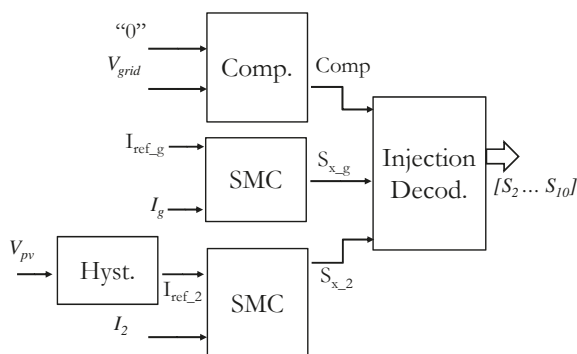 “0”
V_grid
Comp.
Comp
I_ref_g
I_g
SMC
S_x_g
Injection
Decod.
[S_2 ... S_10]
V_pv
Hyst.
I_ref_2
I_2
SMC
S_x_2